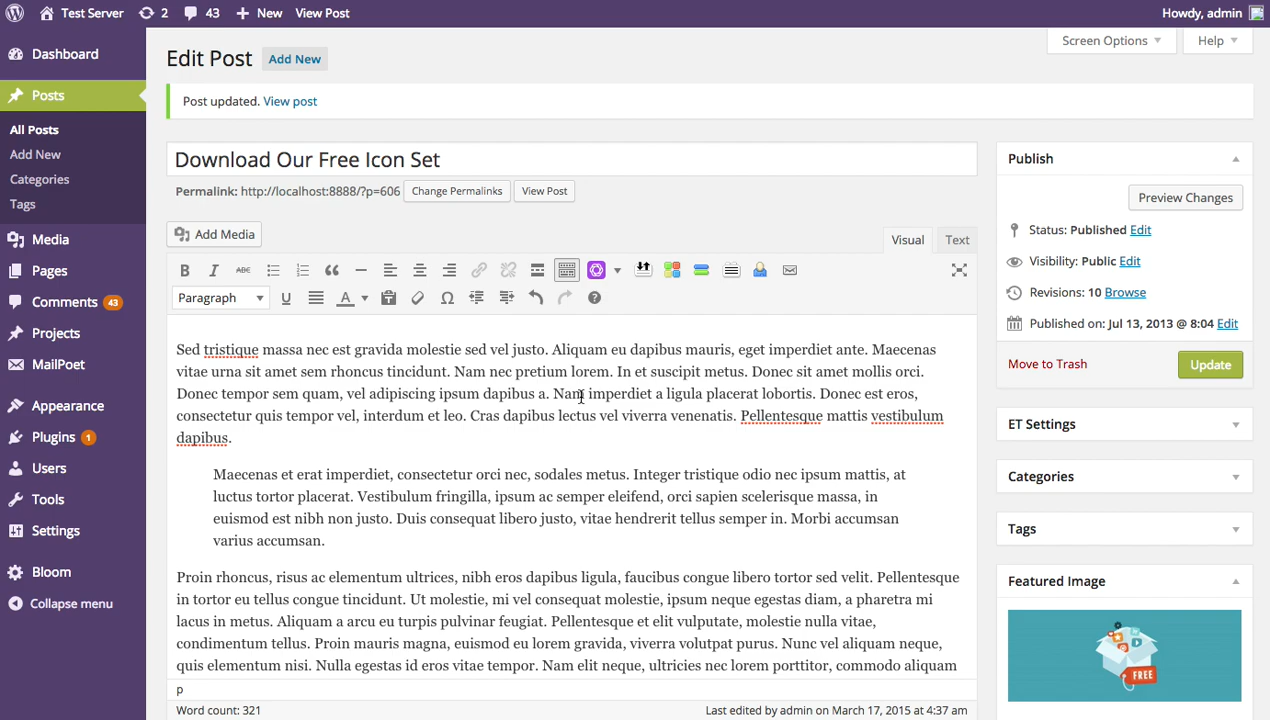 Test Server 2 43 New View Post Howdy, admin
Dashboard
Posts
All Posts
Add New
Categories
Tags
Media
Pages
Comments 43
Projects
MailPoet
Appearance
Plugins 1
Users
Tools
Settings
Bloom
Collapse menu
Screen Options Help
Edit Post Add New
Post updated. View post
Download Our Free Icon Set
Permalink: http://localhost:8888/?p=606 Change Permalinks View Post
Add Media
Visual Text
B I ABC
Paragraph U A Ω ?
Sed tristique massa nec est gravida molestie sed vel justo. Aliquam eu dapibus mauris, eget imperdiet ante. Maecenas
vitae urna sit amet sem rhoncus tincidunt. Nam nec pretium lorem. In et suscipit metus. Donec sit amet mollis orci.
Donec tempor sem quam, vel adipiscing ipsum dapibus a. Nam imperdiet a ligula placerat lobortis. Donec est eros,
consectetur quis tempor vel, interdum et leo. Cras dapibus lectus vel viverra venenatis. Pellentesque mattis vestibulum
dapibus.
Maecenas et erat imperdiet, consectetur orci nec, sodales metus. Integer tristique odio nec ipsum mattis, at
luctus tortor placerat. Vestibulum fringilla, ipsum ac semper eleifend, orci sapien scelerisque massa, in
euismod est nibh non justo. Duis consequat libero justo, vitae hendrerit tellus semper in. Morbi accumsan
varius accumsan.
Proin rhoncus, risus ac elementum ultrices, nibh eros dapibus ligula, faucibus congue libero tortor sed velit. Pellentesque
in tortor eu tellus congue tincidunt. Ut molestie, mi vel consequat molestie, ipsum neque egestas diam, a pharetra mi
lacus in metus. Aliquam a arcu eu turpis pulvinar feugiat. Pellentesque et elit vulputate, molestie nulla vitae,
condimentum tellus. Proin mauris magna, euismod eu lorem gravida, viverra volutpat purus. Nunc vel aliquam neque,
quis elementum nisi. Nulla egestas id eros vitae tempor. Nam elit neque, ultricies nec lorem porttitor, commodo aliquam
p
Word count: 321 Last edited by admin on March 17, 2015 at 4:37 am
Publish
Preview Changes
Status: Published Edit
Visibility: Public Edit
Revisions: 10 Browse
Published on: Jul 13, 2013 @ 8:04 Edit
Move to Trash Update
ET Settings
Categories
Tags
Featured Image
FREE